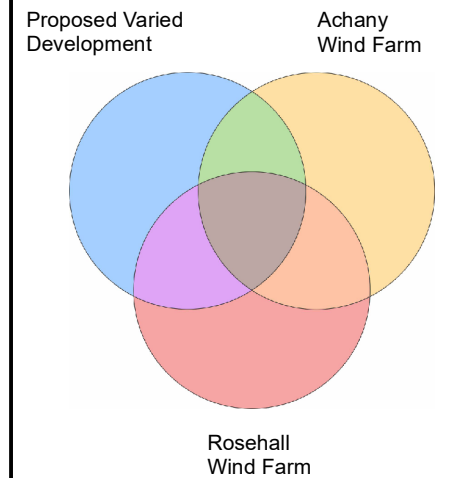 Proposed Varied
Development
Achany
Wind Farm
Rosehall
Wind Farm